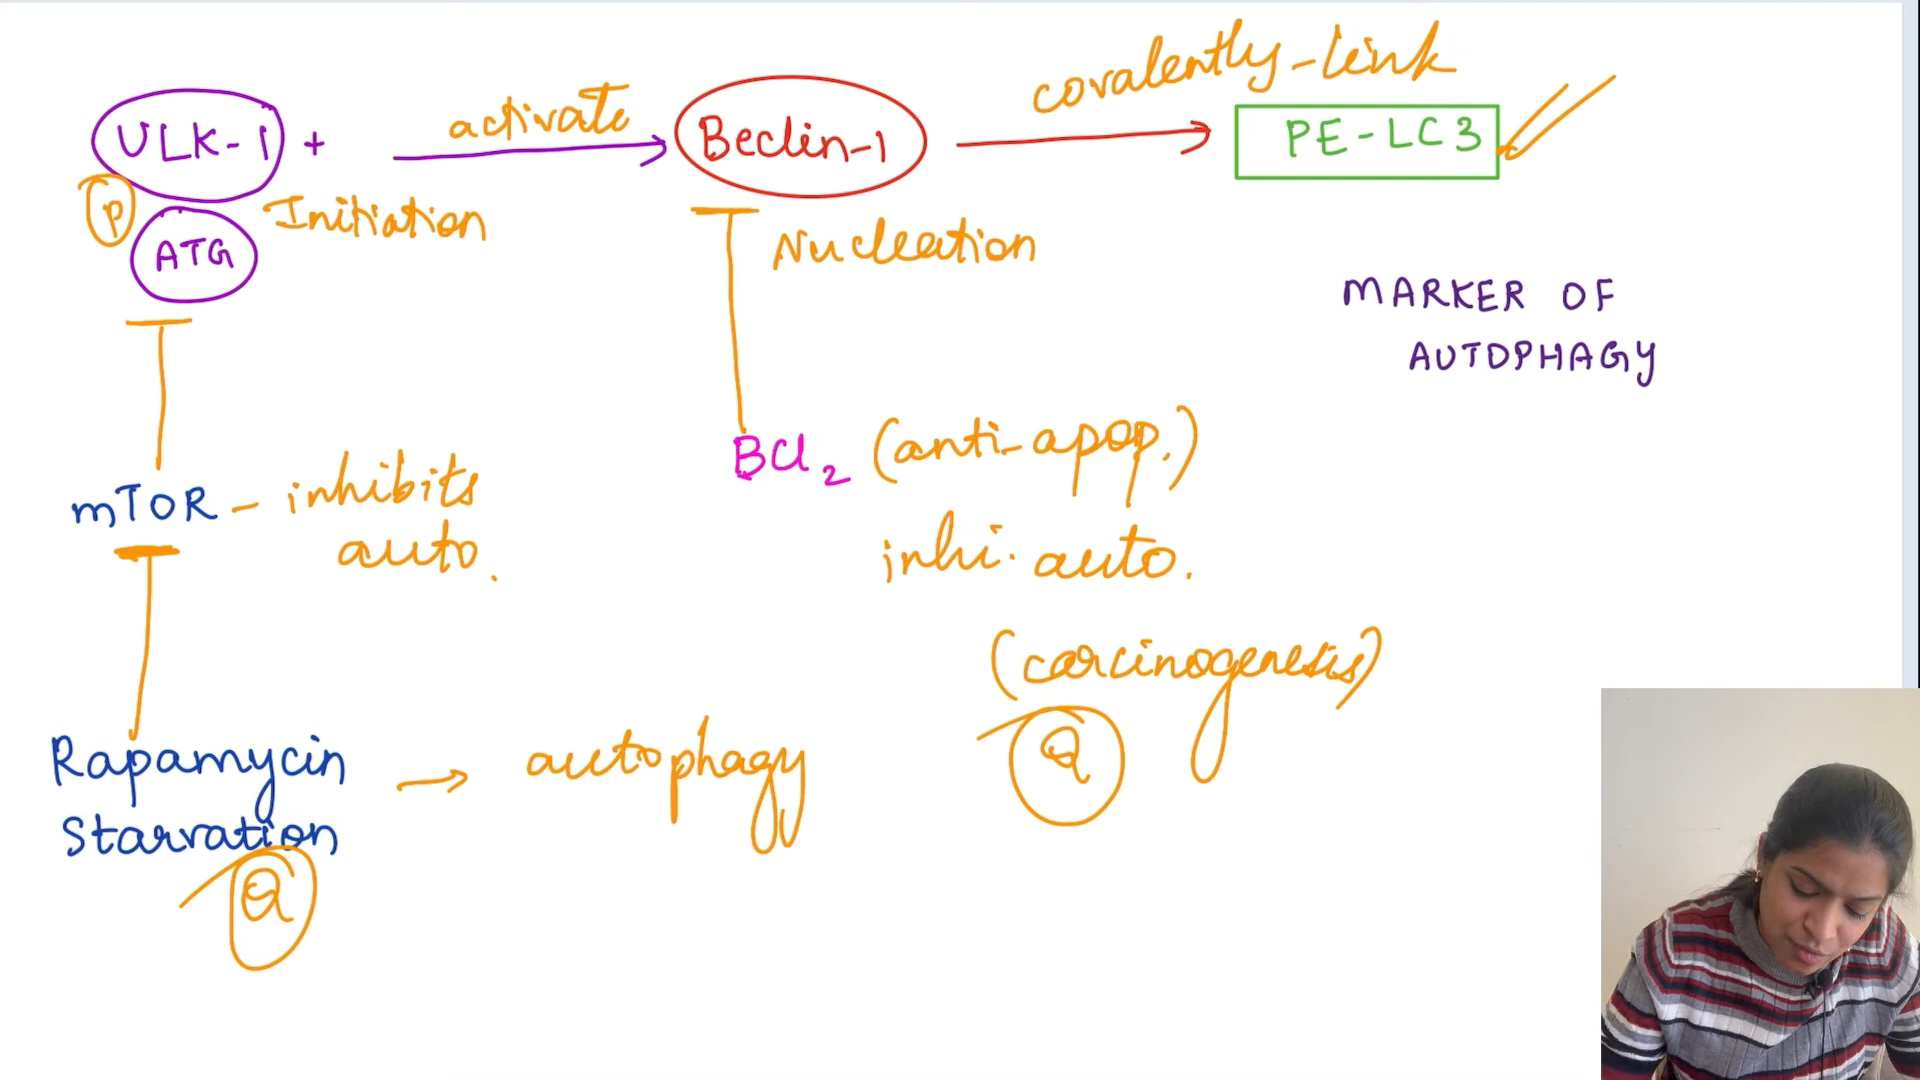 covalently-link
ULK-1 + activate Beclin-1 PE-LC3
P
ATG Initiation Nucleation
MARKER OF
AUTOPHAGY
mTOR - inhibits
auto.
BCl2 (anti-apop.)
inhi. auto.
(carcinogenesis)
Q
Rapamycin → autophagy
Starvation
Q